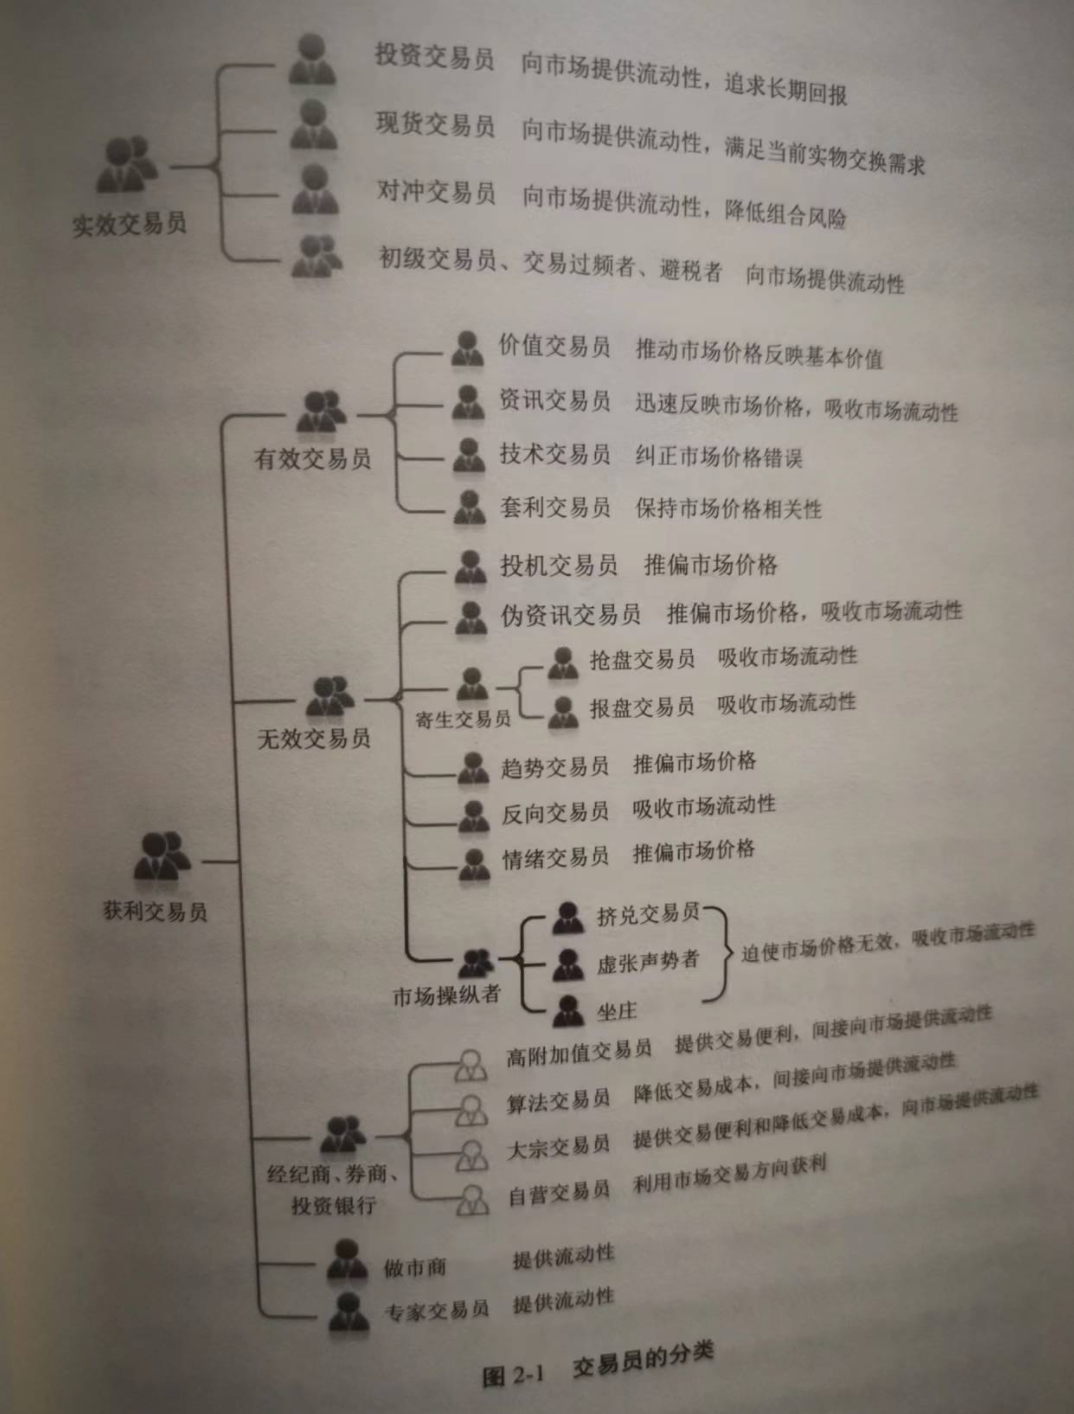 投资交易员 向市场提供流动性，追求长期回报
现货交易员 向市场提供流动性，满足当前实物交换需求
对冲交易员 向市场提供流动性，降低组合风险
实效交易员
初级交易员、交易过频者、避税者 向市场提供流动性
价值交易员 推动市场价格反映基本价值
资讯交易员 迅速反映市场价格，吸收市场流动性
有效交易员
技术交易员 纠正市场价格错误
套利交易员 保持市场价格相关性
投机交易员 推偏市场价格
伪资讯交易员 推偏市场价格，吸收市场流动性
抢盘交易员 吸收市场流动性
寄生交易员
报盘交易员 吸收市场流动性
无效交易员
趋势交易员 推偏市场价格
反向交易员 吸收市场流动性
情绪交易员 推偏市场价格
获利交易员
挤兑交易员
虚张声势者
迫使市场价格无效，吸收市场流动性
市场操纵者
坐庄
高附加值交易员 提供交易便利，间接向市场提供流动性
算法交易员 降低交易成本，间接向市场提供流动性
大宗交易员 提供交易便利和降低交易成本，向市场提供流动性
经纪商、券商、
投资银行
自营交易员 利用市场交易方向获利
做市商 提供流动性
专家交易员 提供流动性
图 2-1 交易员的分类